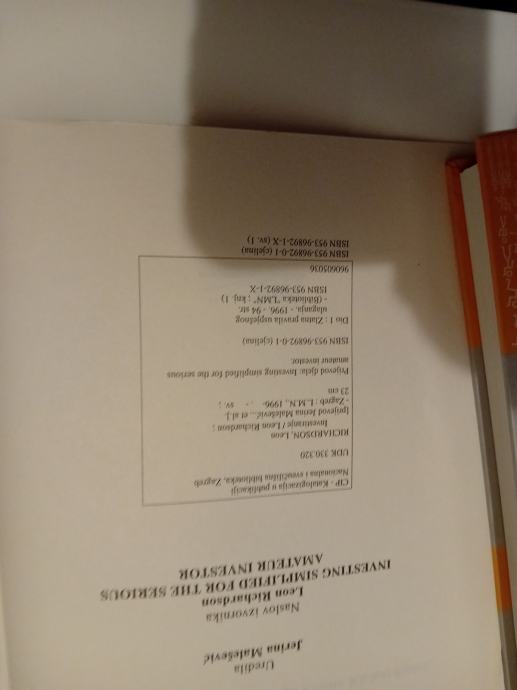 Uredila
Jerina Malešević
Naslov izvornika
Leon Richardson
INVESTING SIMPLIFIED FOR THE SERIOUS
AMATEUR INVESTOR
CIP - Katalogizacija u publikaciji
Nacionalna i sveučilišna biblioteka, Zagreb
UDK 330.320
RICHARDSON, Leon
Investiranje / Leon Richardson ;
[prijevod Jerina Malešević... et al.].
- Zagreb : L.M.N., 1996- . - sv. ;
23 cm
Prijevod djela: Investing simplified for the serious
amateur investor.
ISBN 953-96892-0-1 (cjelina)
Dio 1 : Zlatna pravila uspješnog
ulaganja. - 1996. - 94 str.
- (Biblioteka "LMN" ; knj. 1)
ISBN 953-96892-1-X
960605036
ISBN 953-96892-0-1 (cjelina)
ISBN 953-96892-1-X (sv. 1)